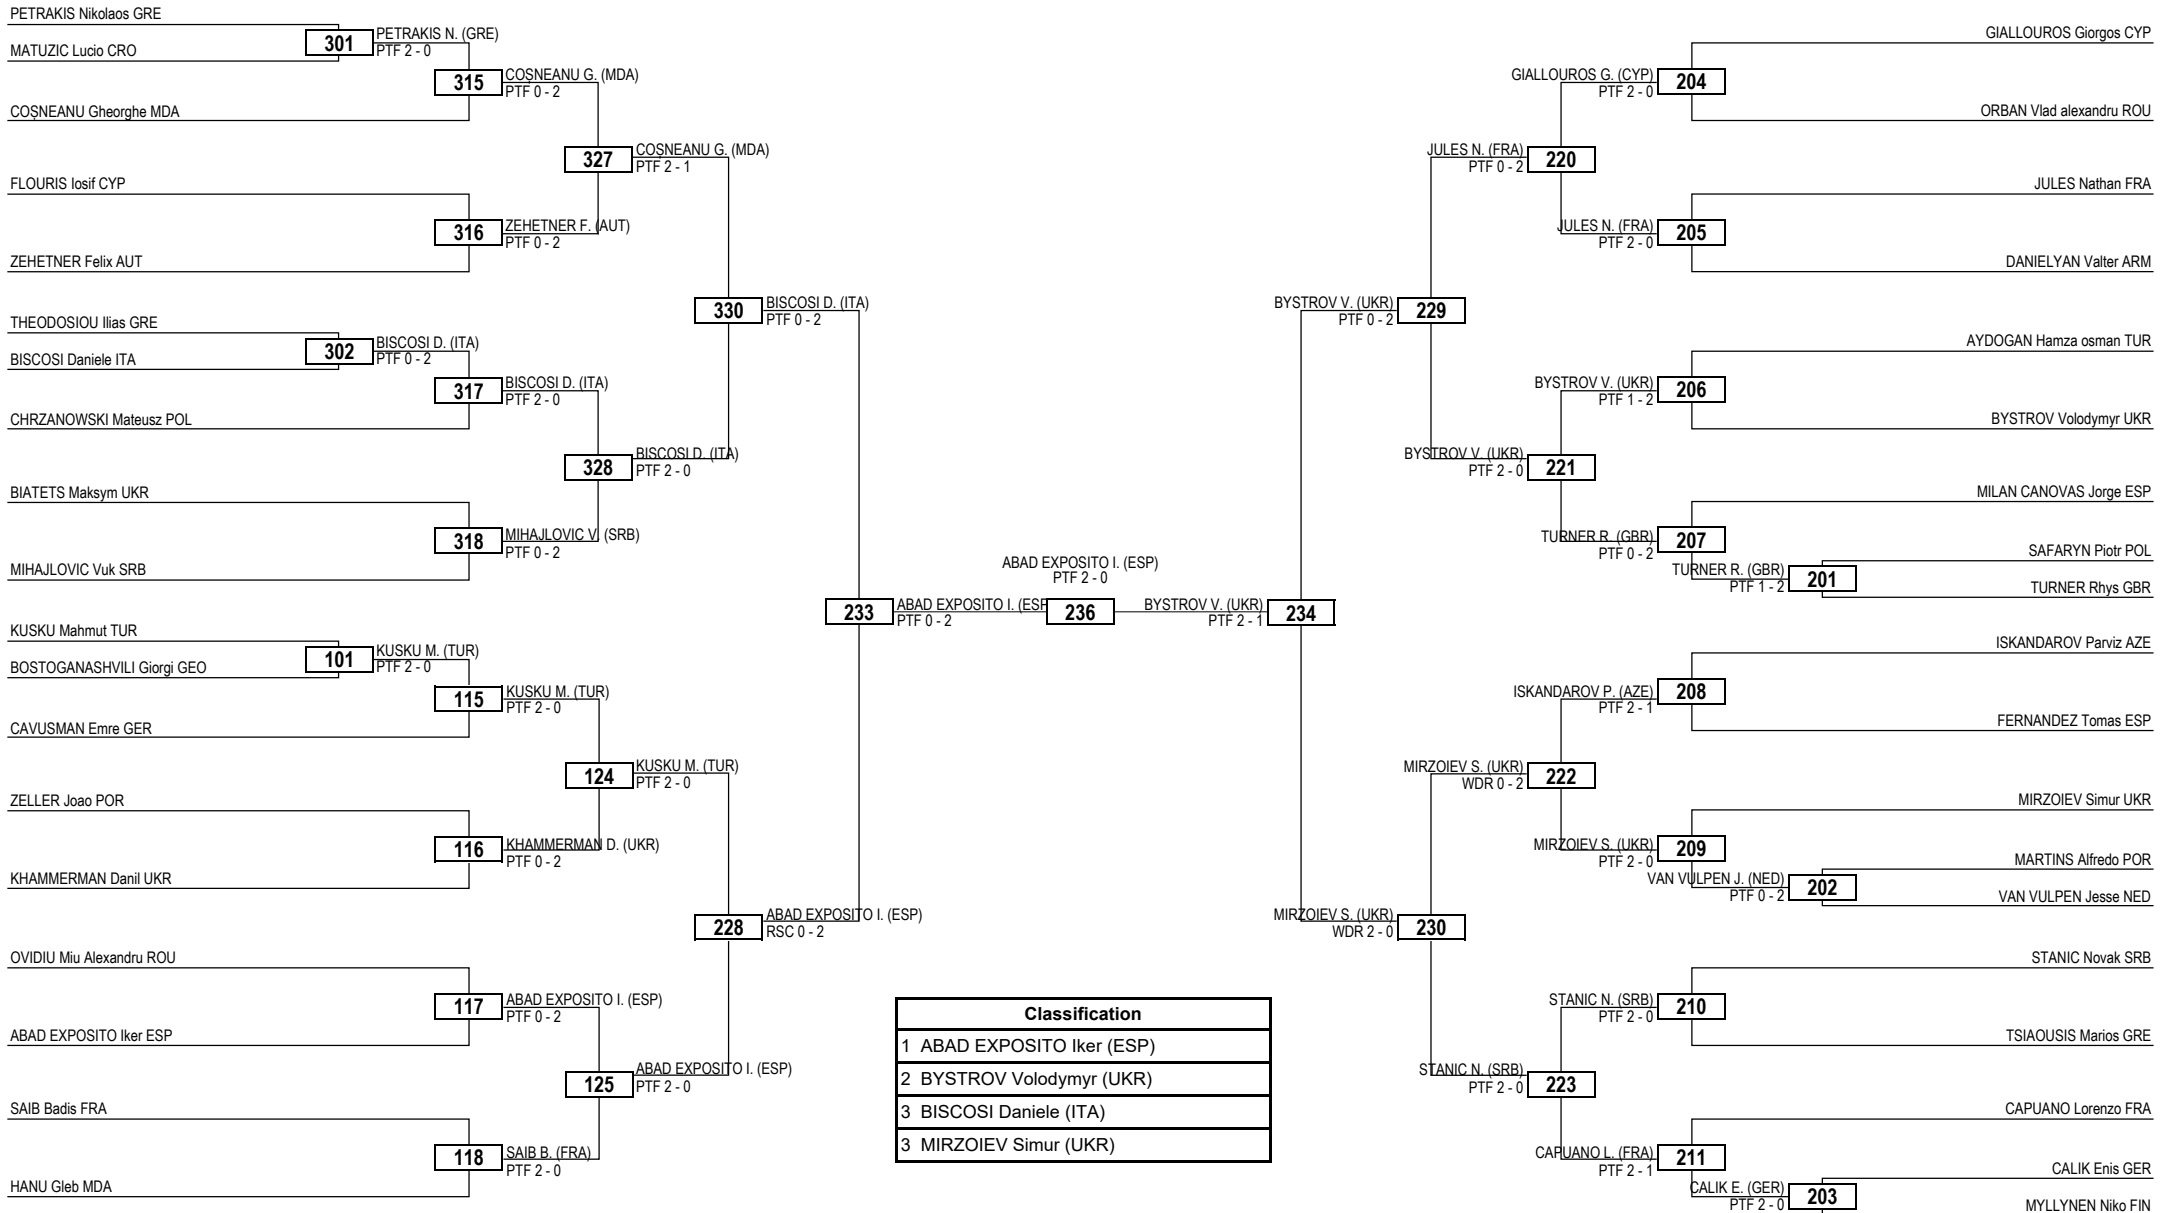 PETRAKIS Nikolaos GRE
301
PETRAKIS N. (GRE)
PTF 2 - 0
MATUZIC Lucio CRO
315
COȘNEANU G. (MDA)
PTF 0 - 2
COȘNEANU Gheorghe MDA
327
COȘNEANU G. (MDA)
PTF 2 - 1
FLOURIS Iosif CYP
316
ZEHETNER F. (AUT)
PTF 0 - 2
ZEHETNER Felix AUT
330
BISCOSI D. (ITA)
PTF 0 - 2
THEODOSIOU Ilias GRE
302
BISCOSI D. (ITA)
PTF 0 - 2
BISCOSI Daniele ITA
317
BISCOSI D. (ITA)
PTF 2 - 0
CHRZANOWSKI Mateusz POL
328
BISCOSI D. (ITA)
PTF 2 - 0
BIATETS Maksym UKR
318
MIHAJLOVIC V. (SRB)
PTF 0 - 2
MIHAJLOVIC Vuk SRB
233
ABAD EXPOSITO I. (ESP
PTF 0 - 2
KUSKU Mahmut TUR
101
KUSKU M. (TUR)
PTF 2 - 0
BOSTOGANASHVILI Giorgi GEO
115
KUSKU M. (TUR)
PTF 2 - 0
CAVUSMAN Emre GER
124
KUSKU M. (TUR)
PTF 2 - 0
ZELLER Joao POR
116
KHAMMERMAN D. (UKR)
PTF 0 - 2
KHAMMERMAN Danil UKR
228
ABAD EXPOSITO I. (ESP)
RSC 0 - 2
OVIDIU Miu Alexandru ROU
117
ABAD EXPOSITO I. (ESP)
PTF 0 - 2
ABAD EXPOSITO Iker ESP
125
ABAD EXPOSITO I. (ESP)
PTF 2 - 0
SAIB Badis FRA
118
SAIB B. (FRA)
PTF 2 - 0
HANU Gleb MDA
ABAD EXPOSITO I. (ESP)
PTF 2 - 0
236
Classification
1 ABAD EXPOSITO Iker (ESP)
2 BYSTROV Volodymyr (UKR)
3 BISCOSI Daniele (ITA)
3 MIRZOIEV Simur (UKR)
GIALLOUROS Giorgos CYP
GIALLOUROS G. (CYP)
PTF 2 - 0
204
ORBAN Vlad alexandru ROU
JULES N. (FRA)
PTF 0 - 2
220
JULES Nathan FRA
JULES N. (FRA)
PTF 2 - 0
205
DANIELYAN Valter ARM
BYSTROV V. (UKR)
PTF 0 - 2
229
AYDOGAN Hamza osman TUR
BYSTROV V. (UKR)
PTF 1 - 2
206
BYSTROV Volodymyr UKR
BYSTROV V. (UKR)
PTF 2 - 0
221
MILAN CANOVAS Jorge ESP
TURNER R. (GBR)
PTF 0 - 2
207
SAFARYN Piotr POL
TURNER R. (GBR)
PTF 1 - 2
201
TURNER Rhys GBR
BYSTROV V. (UKR)
PTF 2 - 1
234
ISKANDAROV Parviz AZE
ISKANDAROV P. (AZE)
PTF 2 - 1
208
FERNANDEZ Tomas ESP
MIRZOIEV S. (UKR)
WDR 0 - 2
222
MIRZOIEV Simur UKR
MIRZOIEV S. (UKR)
PTF 2 - 0
209
MARTINS Alfredo POR
VAN VULPEN J. (NED)
PTF 0 - 2
202
VAN VULPEN Jesse NED
MIRZOIEV S. (UKR)
WDR 2 - 0
230
STANIC Novak SRB
STANIC N. (SRB)
PTF 2 - 0
210
TSIAOUSIS Marios GRE
STANIC N. (SRB)
PTF 2 - 0
223
CAPUANO Lorenzo FRA
CAPUANO L. (FRA)
PTF 2 - 1
211
CALIK Enis GER
CALIK E. (GER)
PTF 2 - 0
203
MYLLYNEN Niko FIN